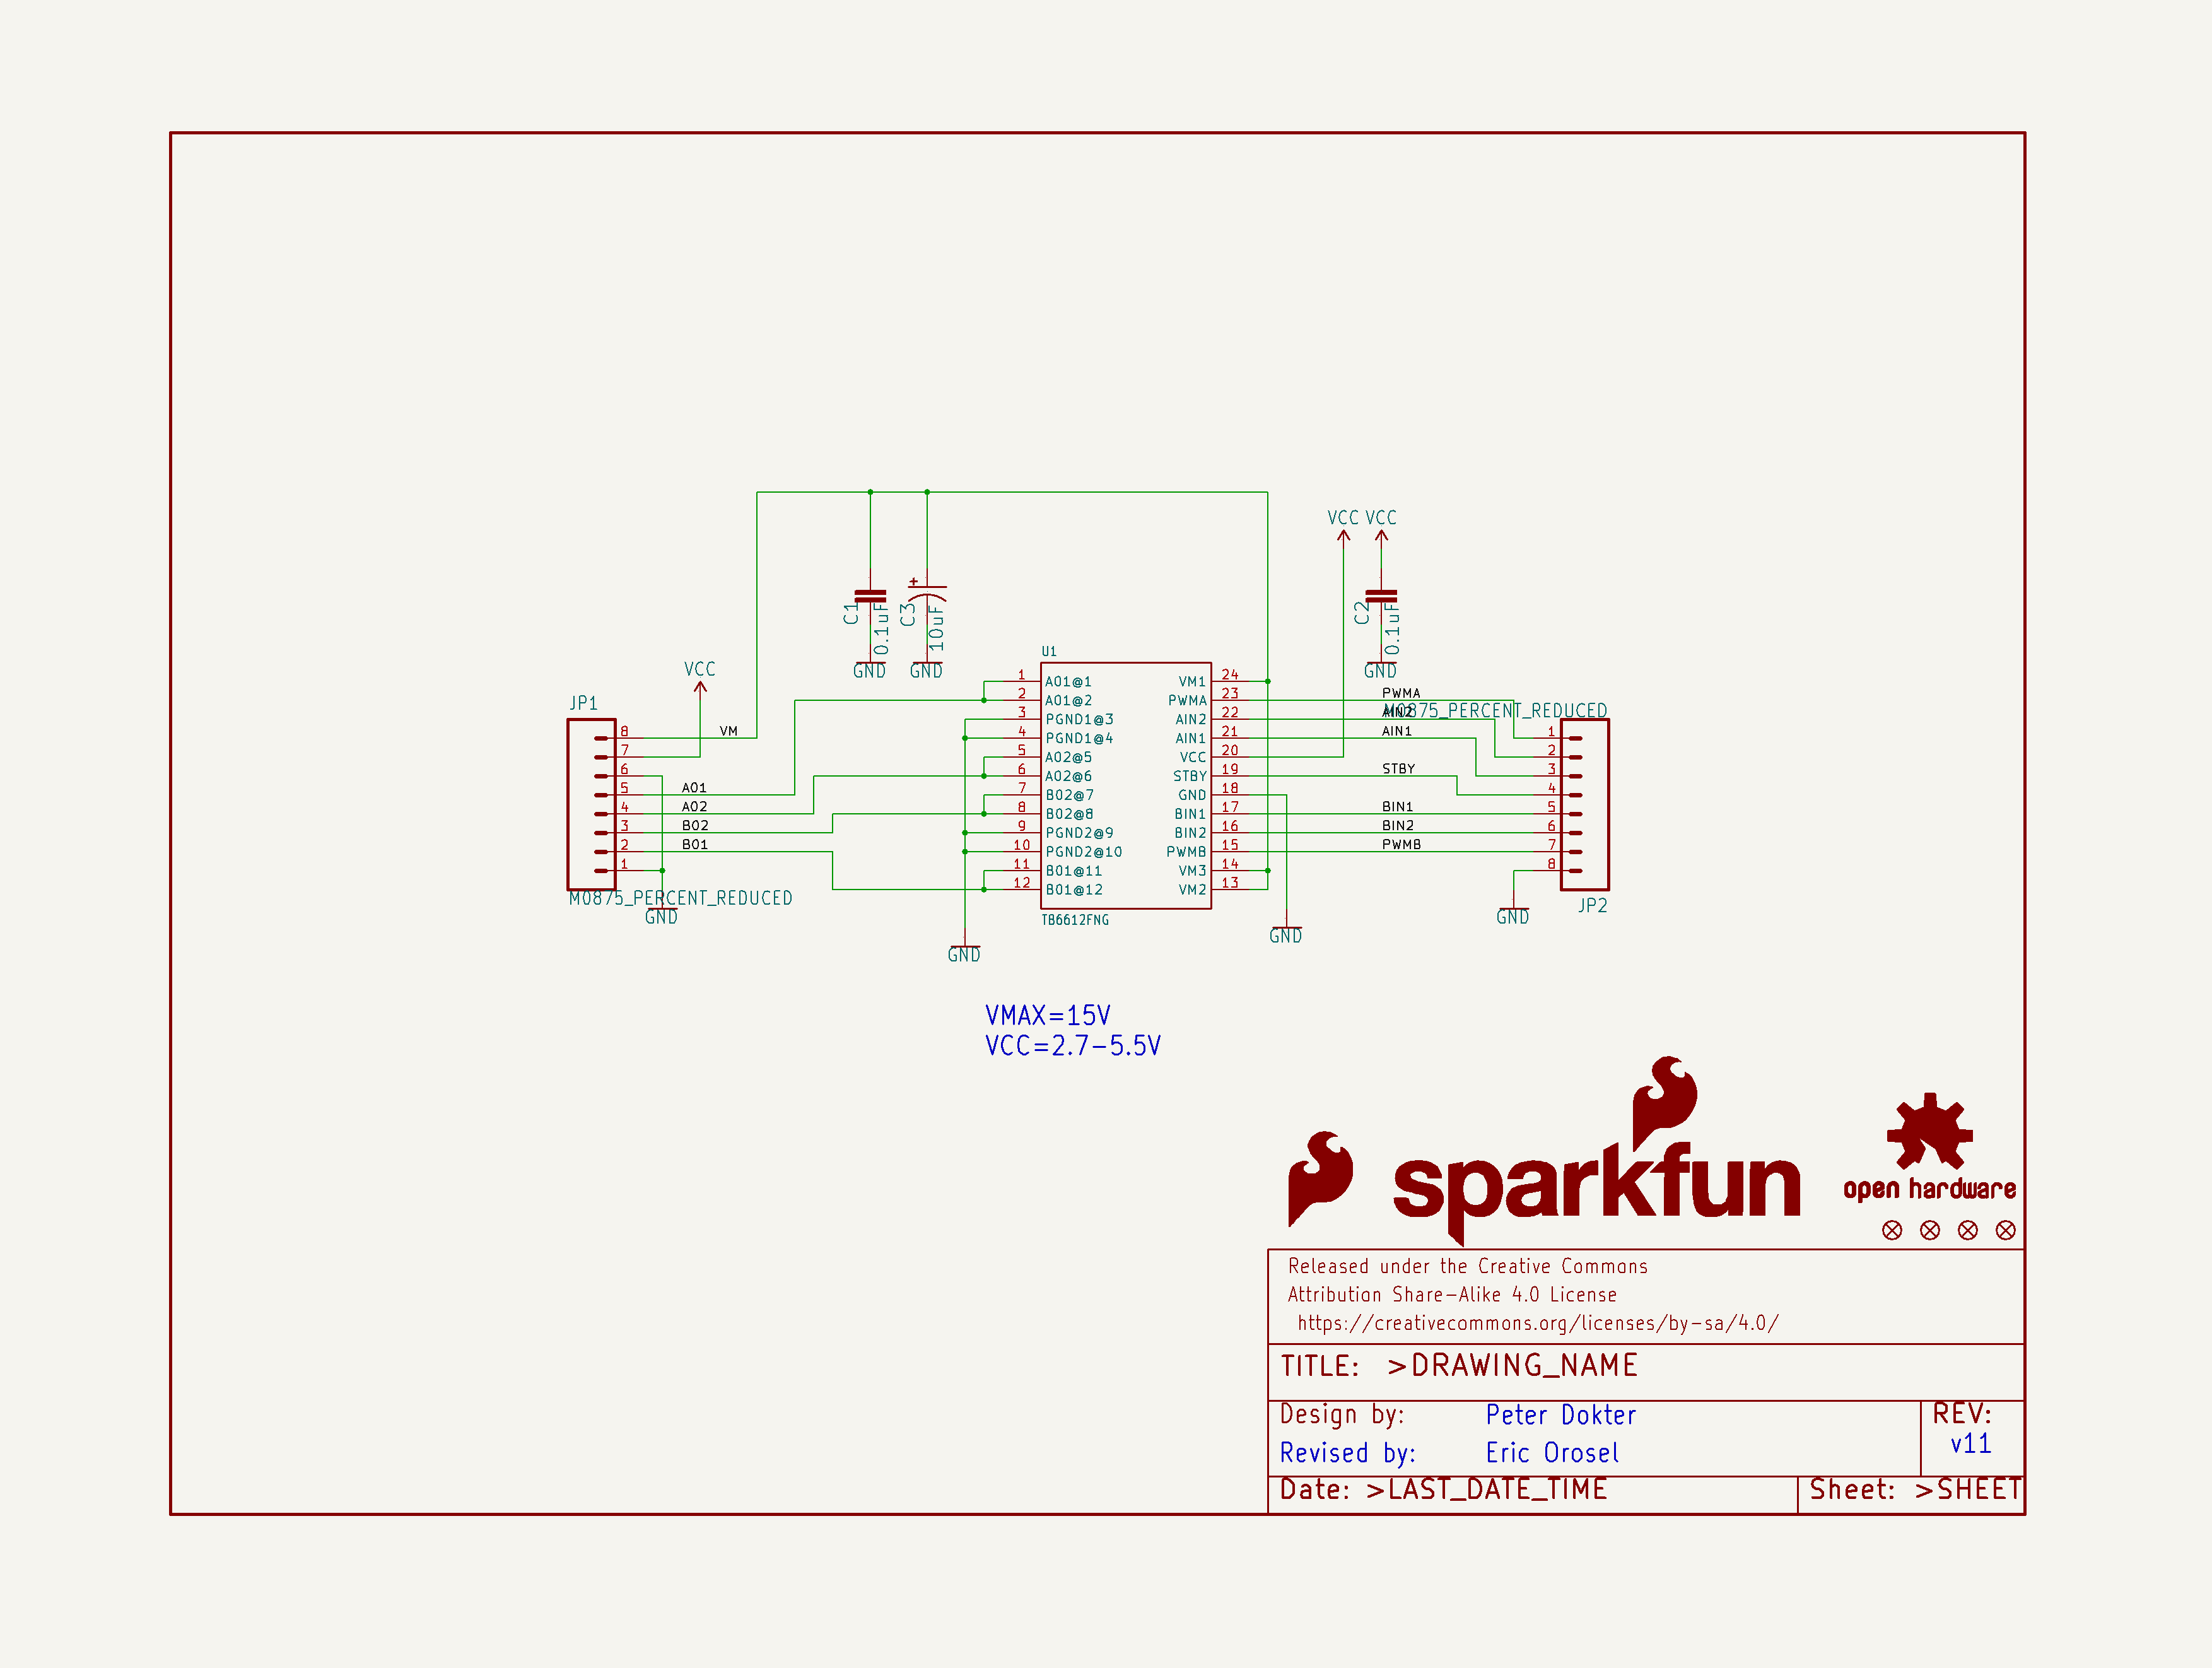 VCC VCC
C1
0.1uF
C3
+
10uF
C2
0.1uF
GND
GND
GND
VCC
JP1
8
7
6
5
4
3
2
1
VM
A01
A02
B02
B01
M0875_PERCENT_REDUCED
GND
U1
1 A01@1
2 A01@2
3 PGND1@3
4 PGND1@4
5 A02@5
6 A02@6
7 B02@7
8 B02@8
9 PGND2@9
10 PGND2@10
11 B01@11
12 B01@12
VM1 24
PWMA 23
AIN2 22
AIN1 21
VCC 20
STBY 19
GND 18
BIN1 17
BIN2 16
PWMB 15
VM3 14
VM2 13
TB6612FNG
GND
GND
PWMA
AIN2
M0875_PERCENT_REDUCED
AIN1
STBY
BIN1
BIN2
PWMB
1
2
3
4
5
6
7
8
JP2
GND
VMAX=15V
VCC=2.7-5.5V
sparkfun
open hardware
Released under the Creative Commons
Attribution Share-Alike 4.0 License
https://creativecommons.org/licenses/by-sa/4.0/
TITLE: >DRAWING_NAME
Design by: Peter Dokter
REV:
v11
Revised by: Eric Orosel
Date: >LAST_DATE_TIME
Sheet: >SHEET